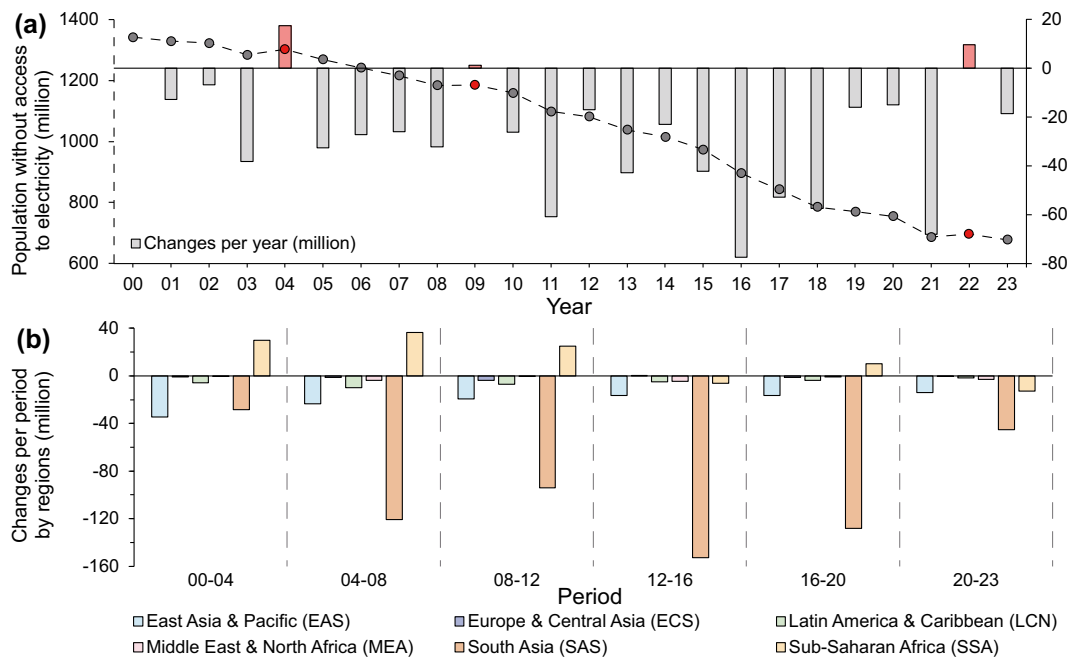 (a)
Population without access
to electricity (million)
1400
1200
1000
800
600
20
0
-20
-40
-60
-80
Changes per year (million)
00 01 02 03 04 05 06 07 08 09 10 11 12 13 14 15 16 17 18 19 20 21 22 23
Year
(b)
Changes per period
by regions (million)
40
0
-40
-80
-120
-160
00-04 04-08 08-12 12-16 16-20 20-23
Period
East Asia & Pacific (EAS) Europe & Central Asia (ECS) Latin America & Caribbean (LCN)
Middle East & North Africa (MEA) South Asia (SAS) Sub-Saharan Africa (SSA)